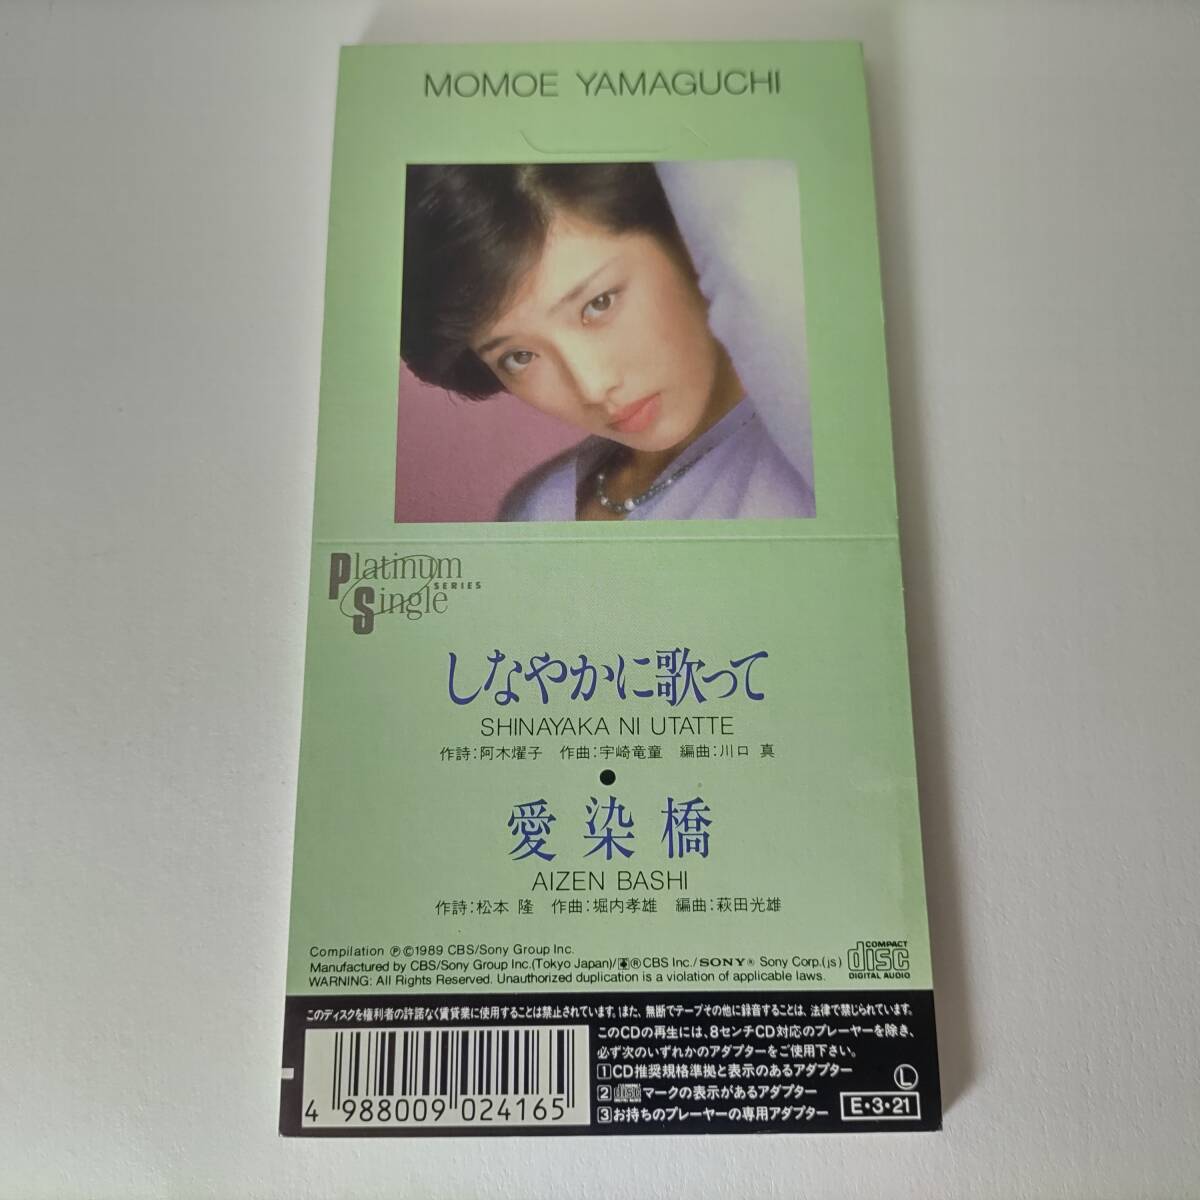 MOMOE YAMAGUCHI
Platinum
SERIES
Single
しなやかに歌って
SHINAYAKA NI UTATTE
作詩：阿木燿子 作曲：宇崎竜童 編曲：川口 真
●
愛染橋
AIZEN BASHI
作詩：松本 隆 作曲：堀内孝雄 編曲：萩田光雄
Compilation ℗©1989 CBS/Sony Group Inc.
Manufactured by CBS/Sony Group Inc.(Tokyo Japan)/®CBS Inc./SONY® Sony Corp.(js)
WARNING: All Rights Reserved. Unauthorized duplication is a violation of applicable laws.
COMPACT
disc
DIGITAL AUDIO
このディスクを権利者の許諾なく賃貸業に使用することは禁止されています。また、無断でテープその他に録音することは、法律で禁じられています。
このCDの再生には、8センチCD対応のプレーヤーを除き、
必ず次のいずれかのアダプターをご使用下さい。
1 CD推奨規格準拠と表示のあるアダプター
2 disc マークの表示があるアダプター
3 お持ちのプレーヤーの専用アダプター
L
E・3・21
4 988009 024165